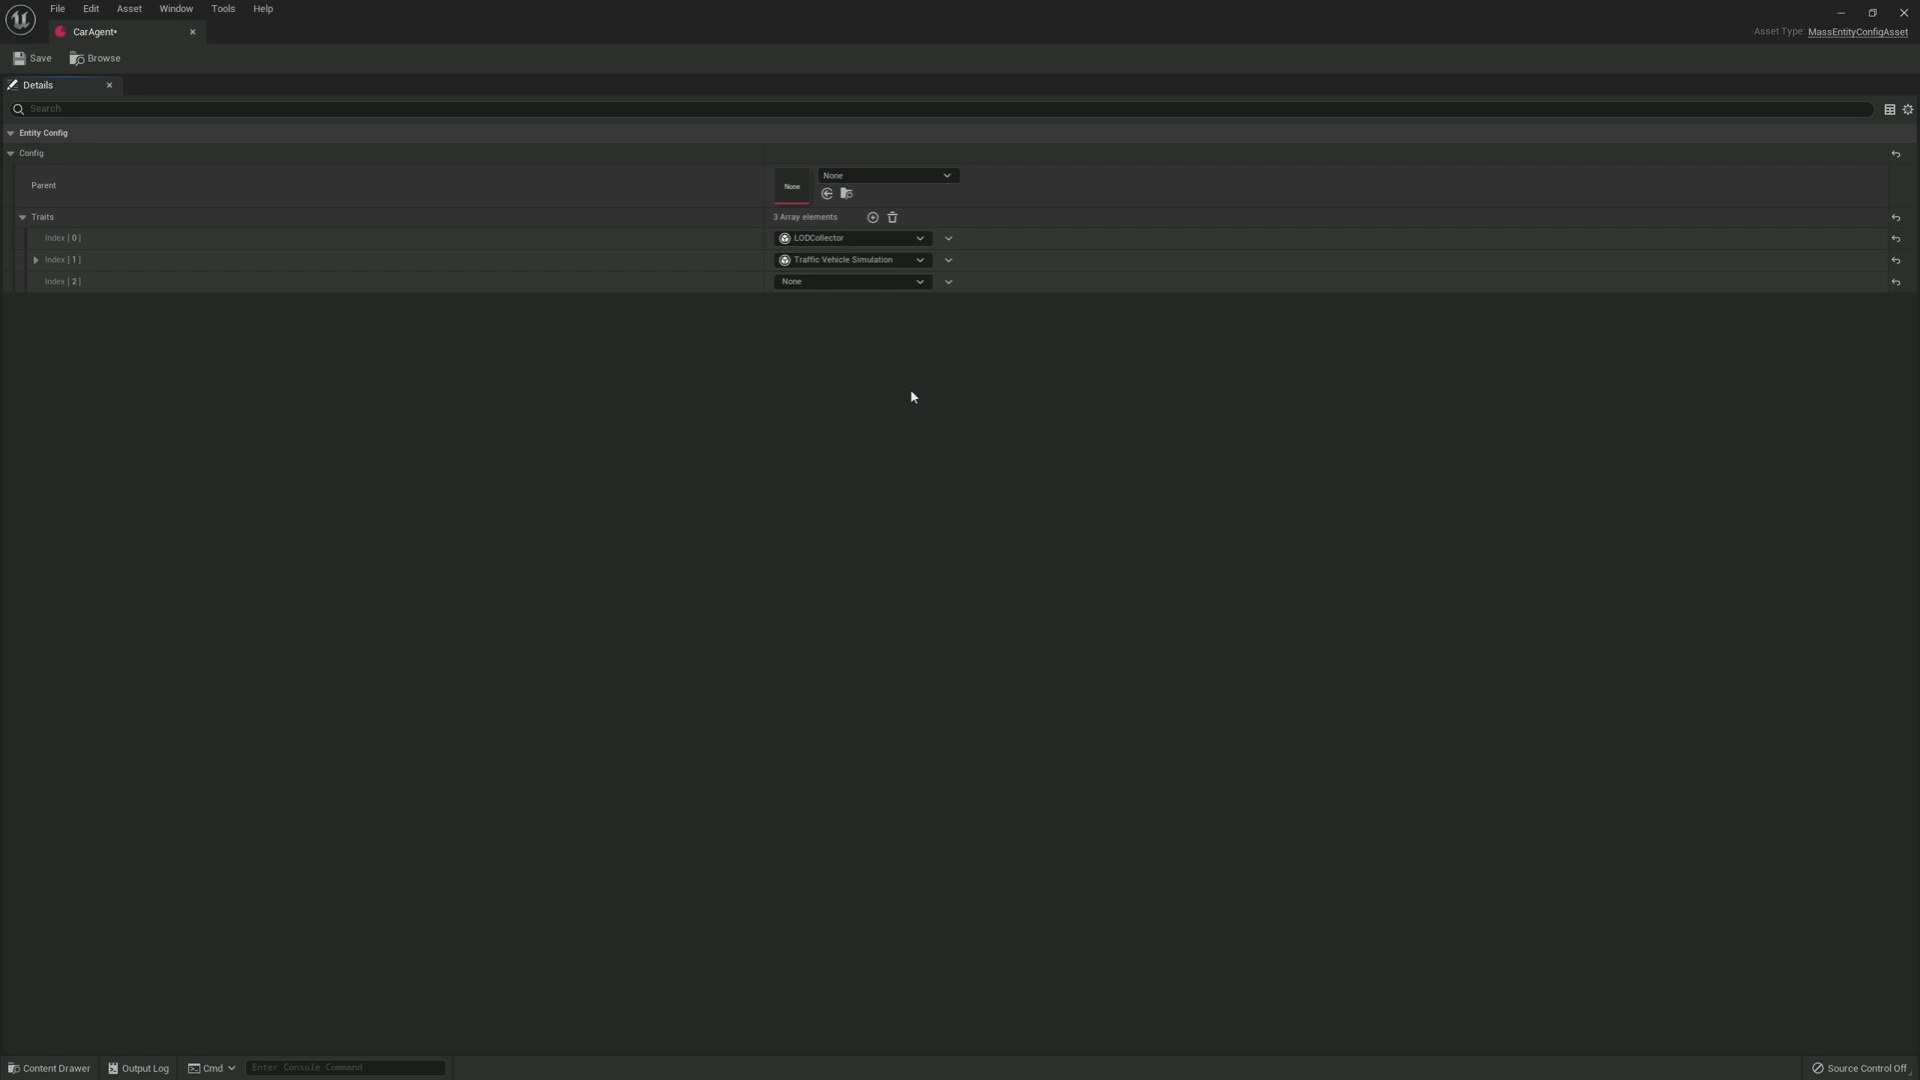 File Edit Asset Window Tools Help
CarAgent•
Asset Type: MassEntityConfigAsset
Save Browse
Details
Search
Entity Config
Config
Parent
None
None
Traits
3 Array elements
Index [ 0 ]
LODCollector
Index [ 1 ]
Traffic Vehicle Simulation
Index [ 2 ]
None
Content Drawer
Output Log
Cmd
Enter Console Command
Source Control Off